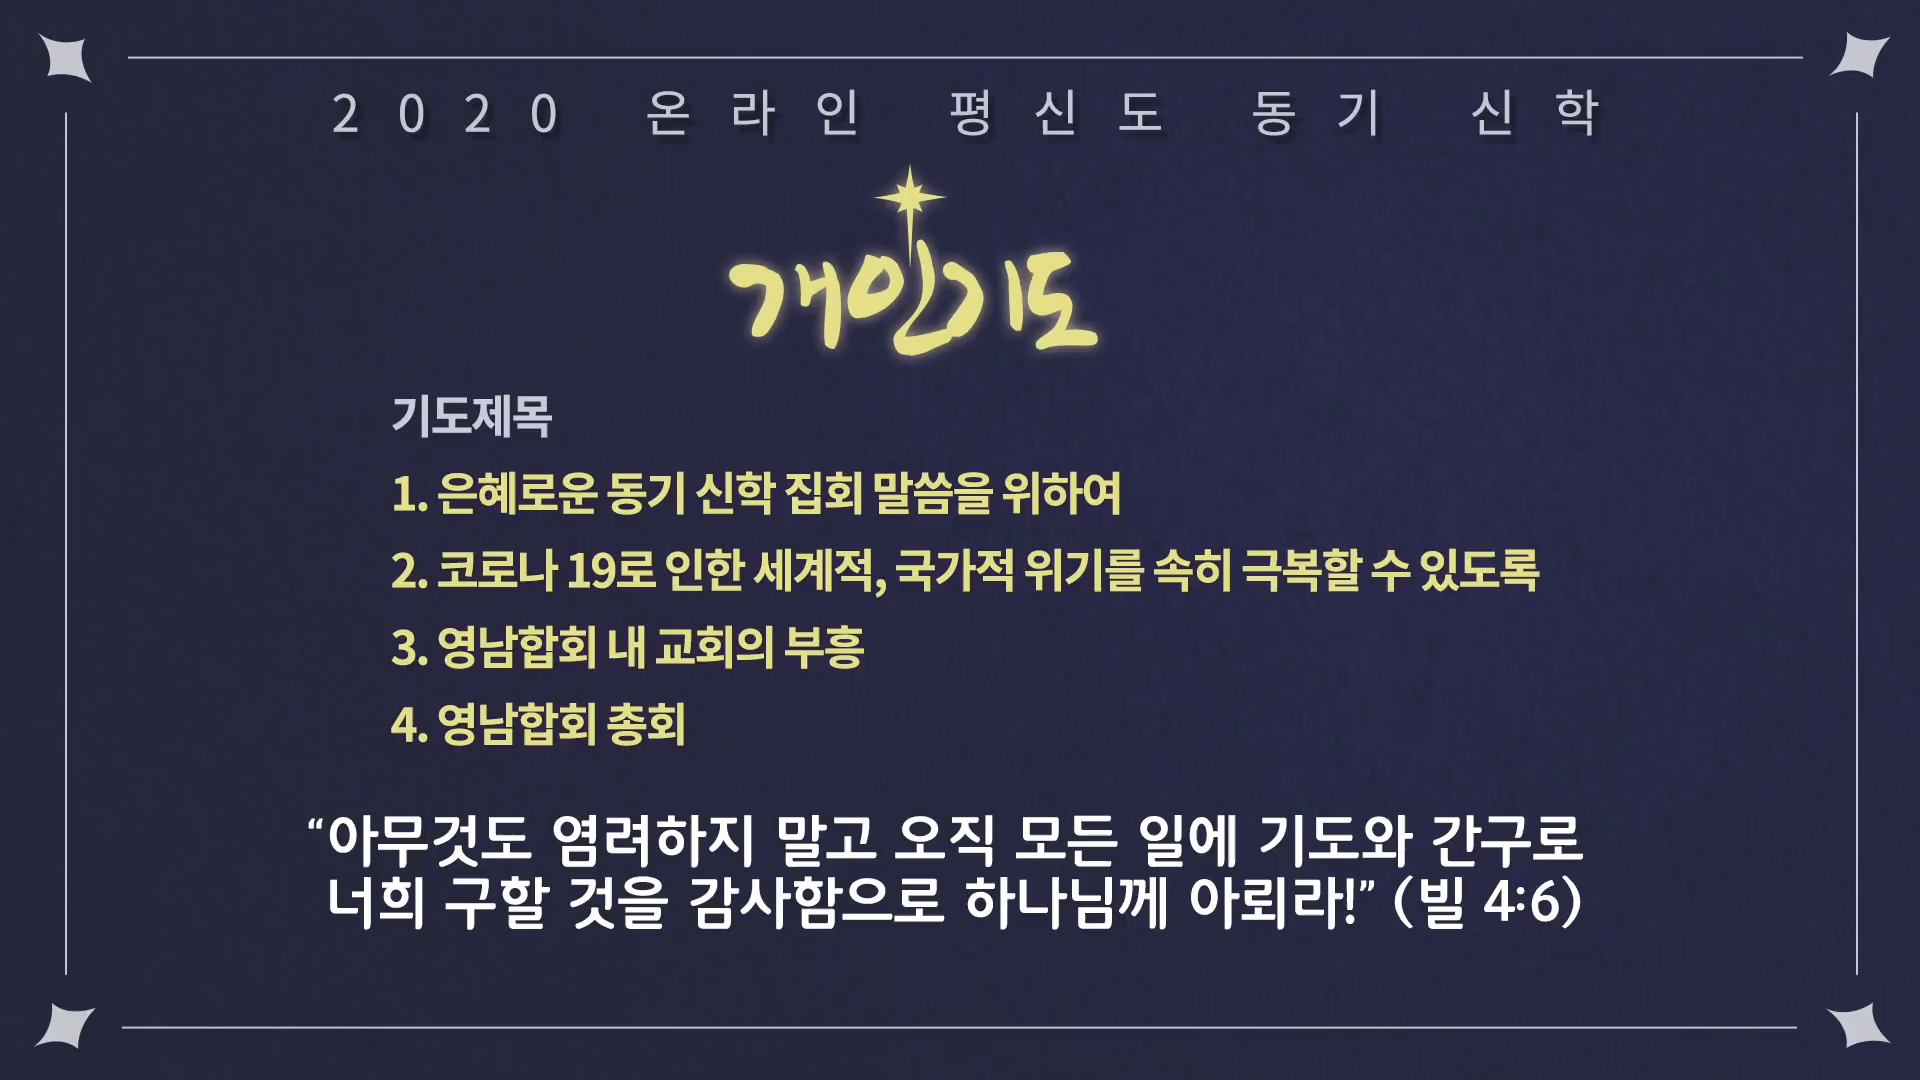 2020 온라인 평신도 동기 신학
개인기도
기도제목
1. 은혜로운 동기 신학 집회 말씀을 위하여
2. 코로나 19로 인한 세계적, 국가적 위기를 속히 극복할 수 있도록
3. 영남합회 내 교회의 부흥
4. 영남합회 총회
“아무것도 염려하지 말고 오직 모든 일에 기도와 간구로
너희 구할 것을 감사함으로 하나님께 아뢰라!” (빌 4:6)